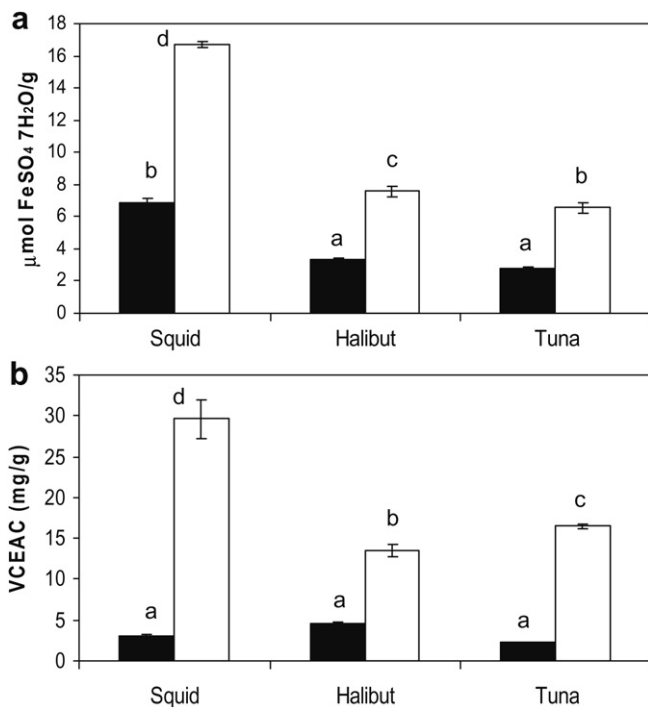 a
μmol FeSO₄ 7H₂O/g
18
16
14
12
10
8
6
4
2
0
b
d
a
c
a
b
Squid Halibut Tuna
b
VCEAC (mg/g)
35
30
25
20
15
10
5
0
a
d
a
b
a
c
Squid Halibut Tuna